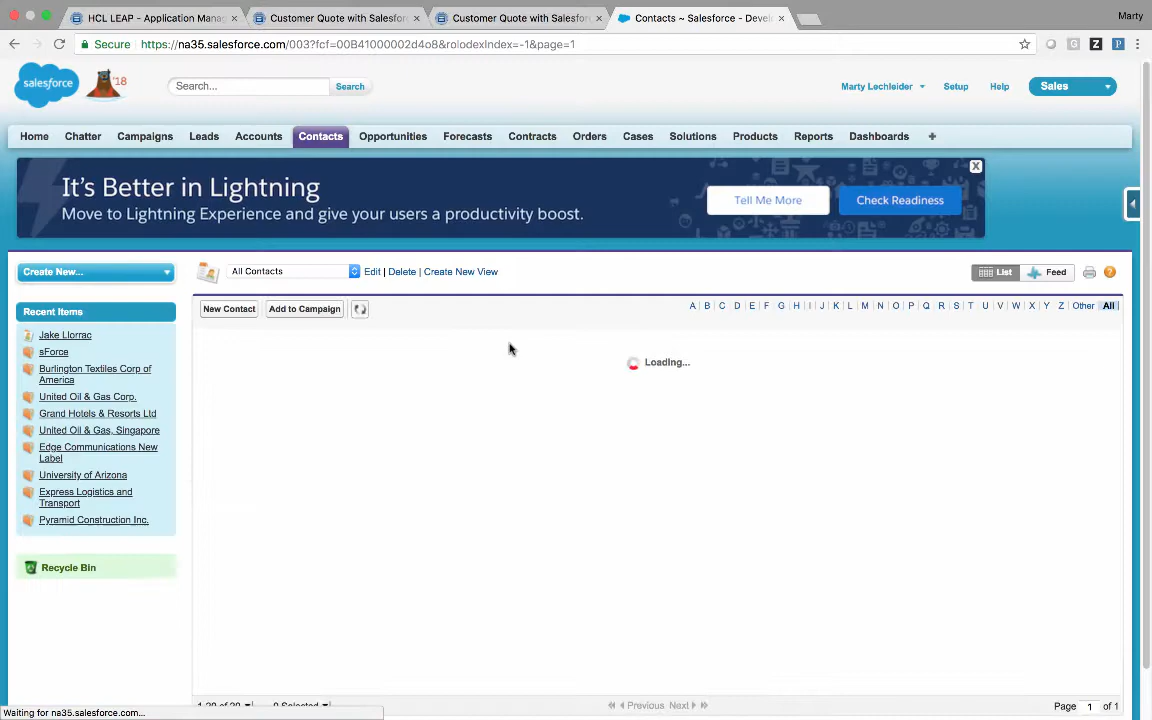 HCL LEAP - Application Manag
Customer Quote with Salesfor
Customer Quote with Salesfor
Contacts ~ Salesforce - Devel
Marty
Secure
https://na35.salesforce.com/003?fcf=00B41000002d4o8&rolodexIndex=-1&page=1
salesforce
'18
Search...
Search
Marty Lechleider
Setup
Help
Sales
Home Chatter Campaigns Leads Accounts Contacts Opportunities Forecasts Contracts Orders Cases Solutions Products Reports Dashboards +
It's Better in Lightning
Move to Lightning Experience and give your users a productivity boost.
Tell Me More
Check Readiness
X
Create New...
All Contacts
Edit | Delete | Create New View
List
Feed
Recent Items
New Contact
Add to Campaign
A | B | C | D | E | F | G | H | I | J | K | L | M | N | O | P | Q | R | S | T | U | V | W | X | Y | Z | Other | All
Jake Llorrac
sForce
Burlington Textiles Corp of
America
United Oil & Gas Corp.
Grand Hotels & Resorts Ltd
United Oil & Gas, Singapore
Edge Communications New
Label
University of Arizona
Express Logistics and
Transport
Pyramid Construction Inc.
Recycle Bin
Loading...
0 Selected
Previous Next
Page 1 of 1
Waiting for na35.salesforce.com...